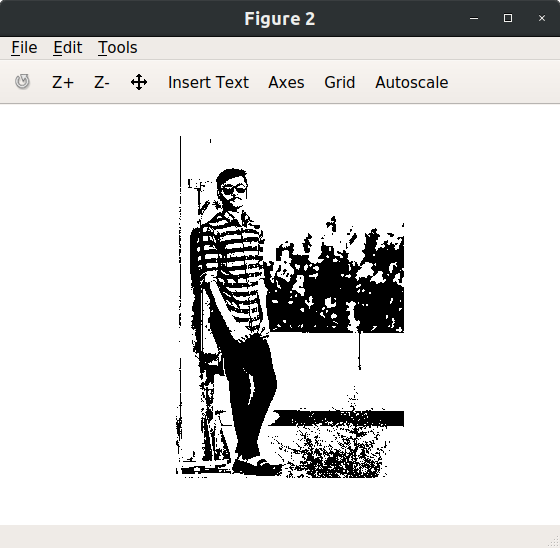 Figure 2
File Edit Tools
Z+ Z- Insert Text Axes Grid Autoscale